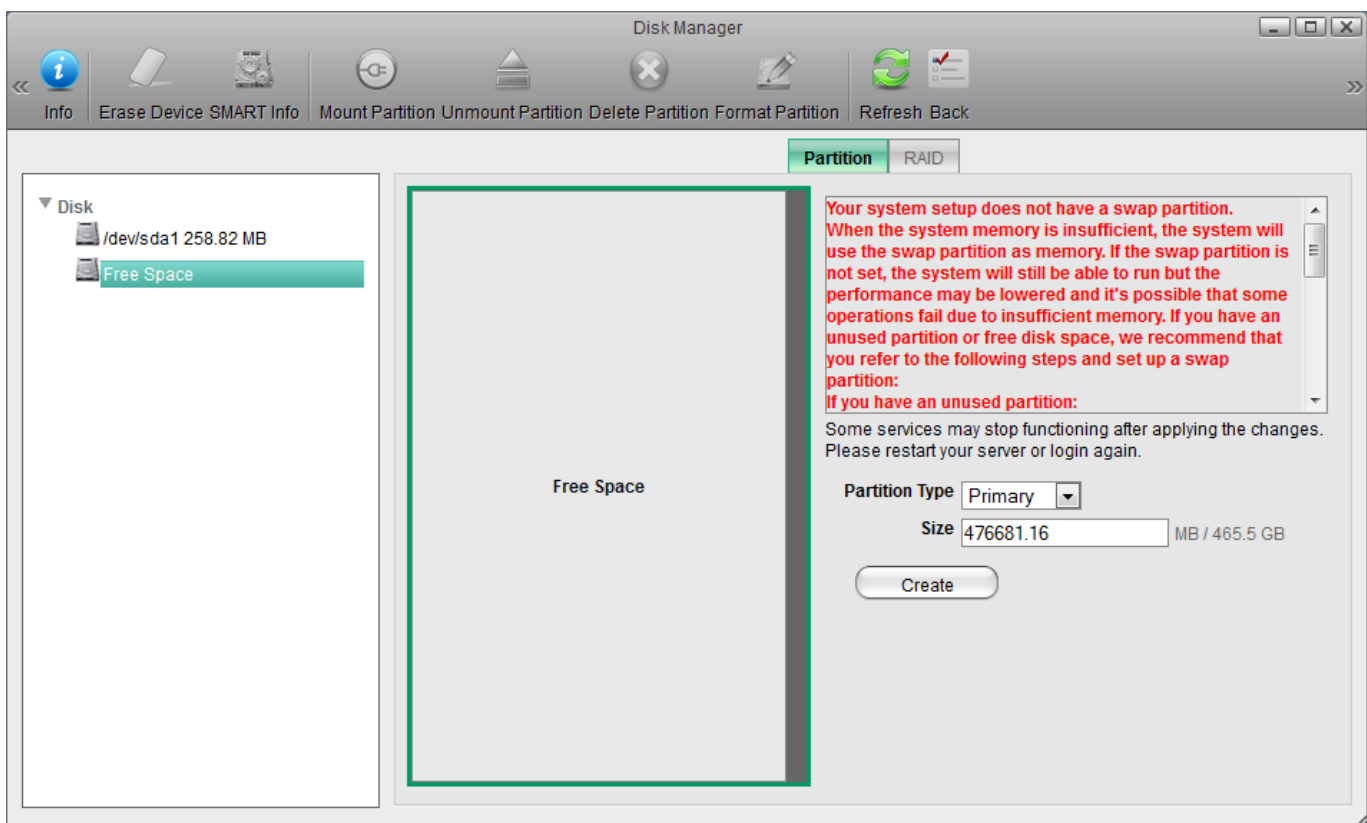 Disk Manager
Info
Erase Device
SMART Info
Mount Partition
Unmount Partition
Delete Partition
Format Partition
Refresh
Back
Partition
RAID
Disk
/dev/sda1 258.82 MB
Free Space
Free Space
Your system setup does not have a swap partition.
When the system memory is insufficient, the system will
use the swap partition as memory. If the swap partition is
not set, the system will still be able to run but the
performance may be lowered and it's possible that some
operations fail due to insufficient memory. If you have an
unused partition or free disk space, we recommend that
you refer to the following steps and set up a swap
partition:
If you have an unused partition:
Some services may stop functioning after applying the changes.
Please restart your server or login again.
Partition Type Primary
Size 476681.16 MB / 465.5 GB
Create